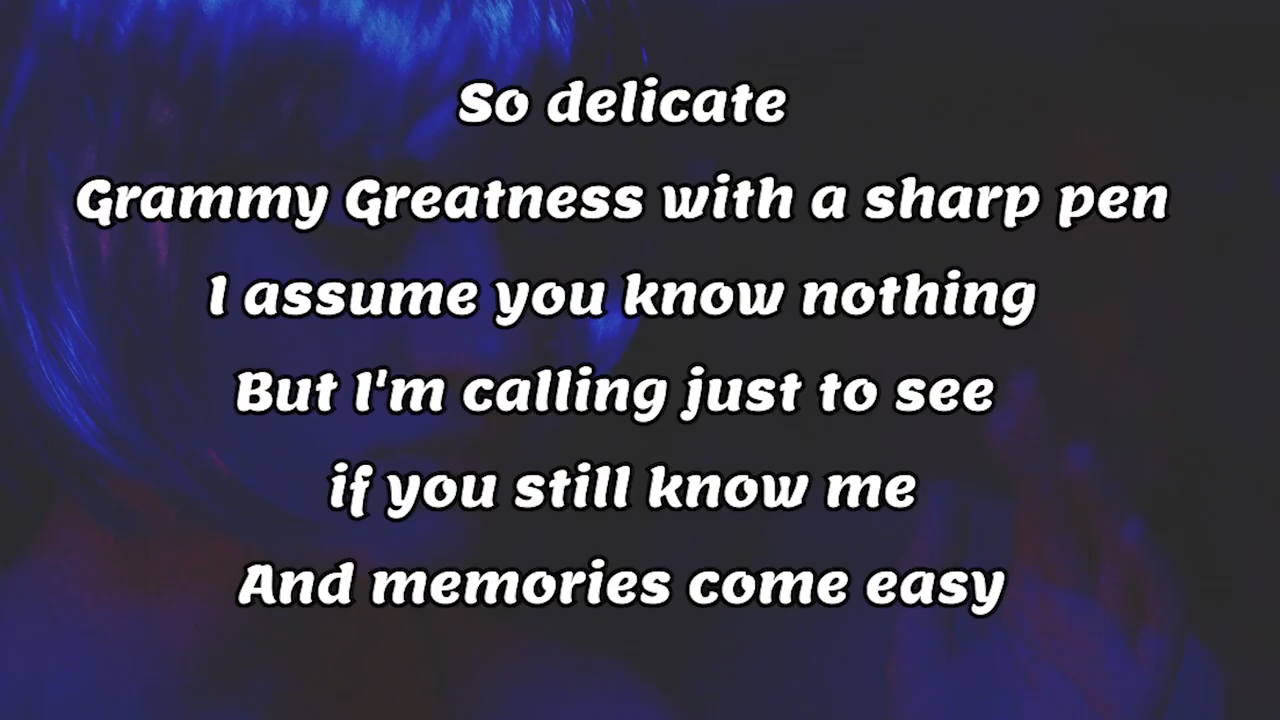 So delicate
Grammy Greatness with a sharp pen
I assume you know nothing
But I'm calling just to see
if you still know me
And memories come easy